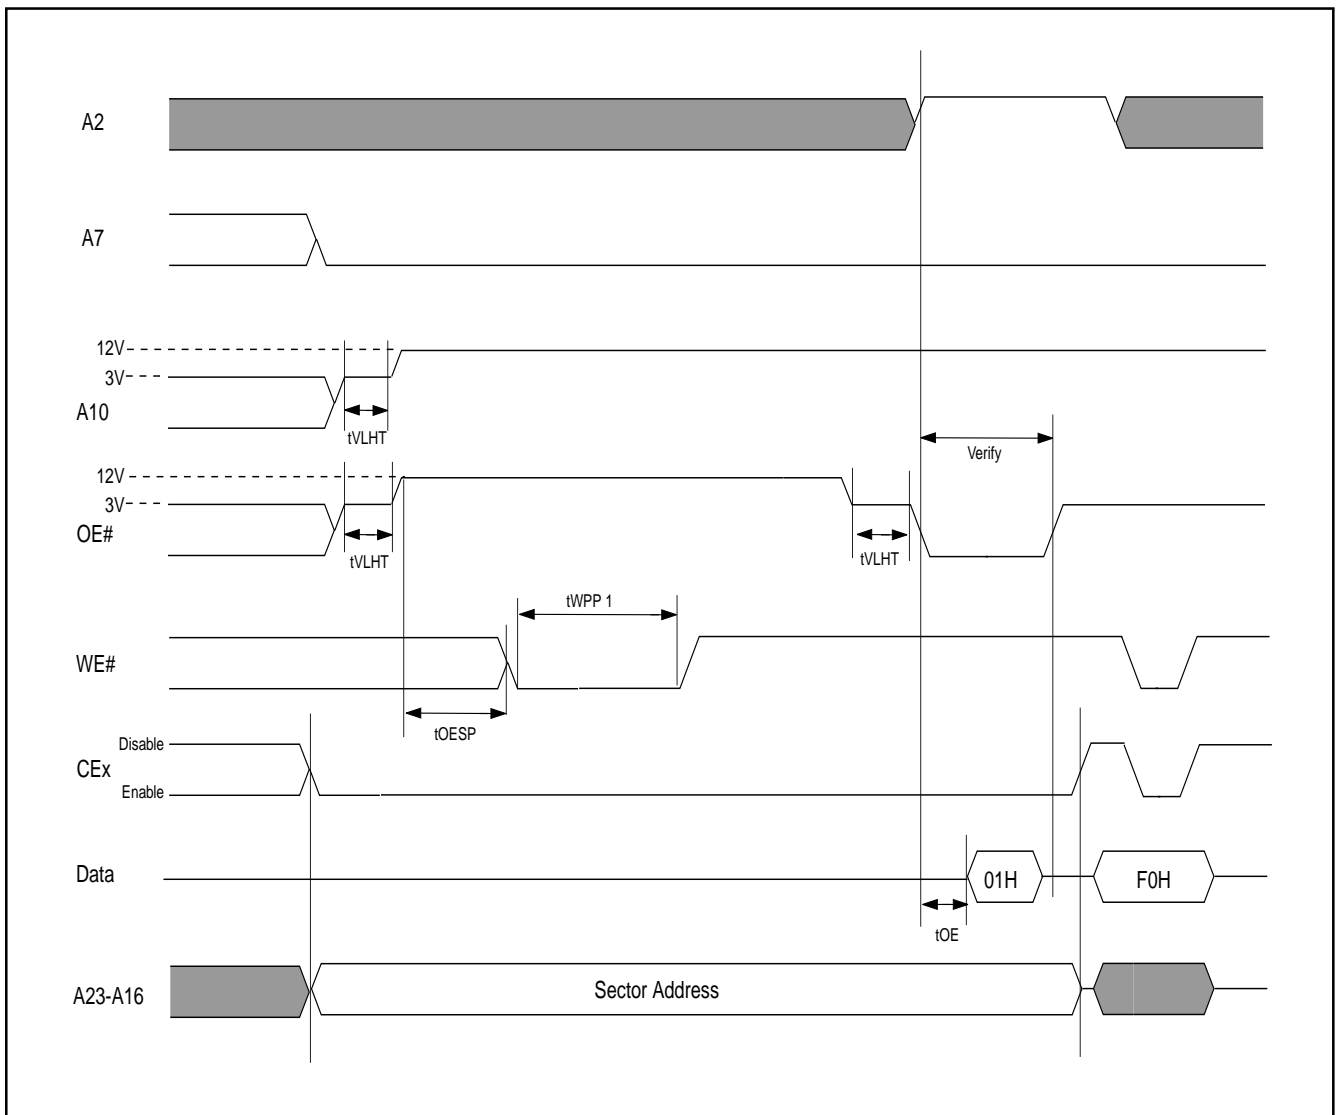 A2
A7
12V
3V
A10
tVLHT
Verify
12V
3V
OE#
tVLHT
tVLHT
tWPP 1
WE#
tOESP
Disable
CEx
Enable
Data
01H
F0H
tOE
A23-A16
Sector Address